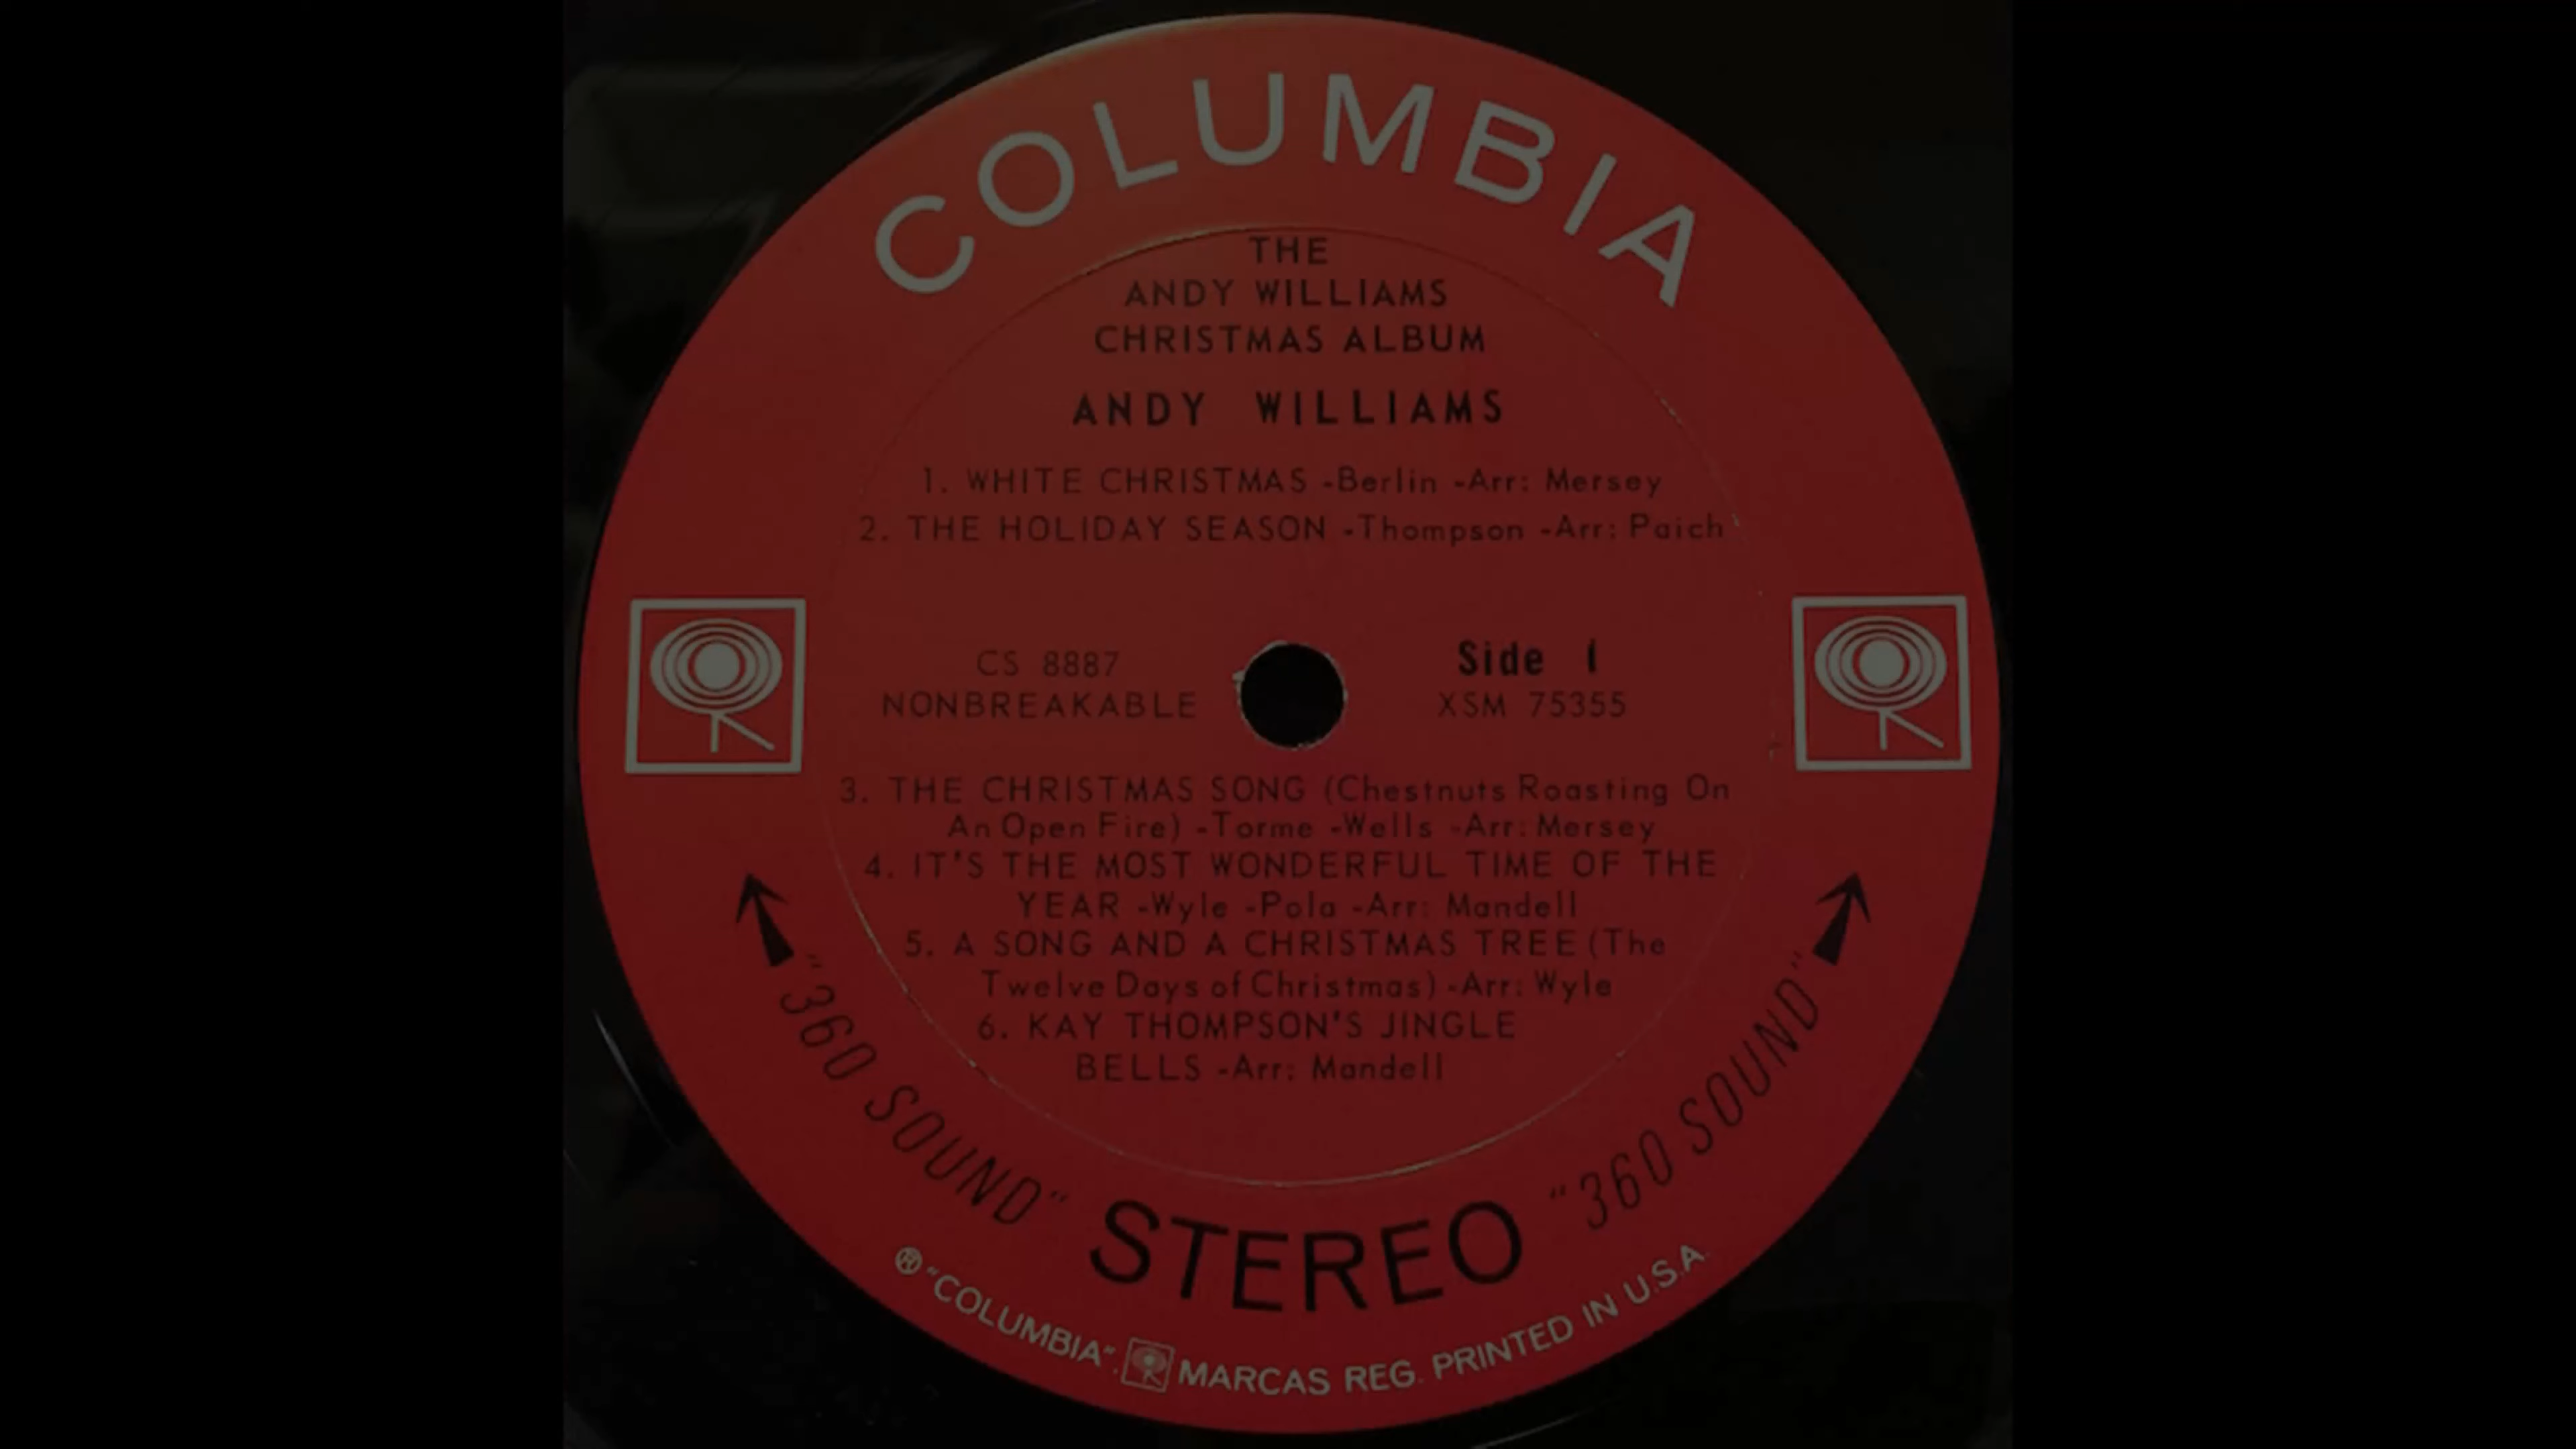 COLUMBIA
THE
ANDY WILLIAMS
CHRISTMAS ALBUM
ANDY WILLIAMS
1. WHITE CHRISTMAS -Berlin -Arr: Mersey
2. THE HOLIDAY SEASON -Thompson -Arr: Paich
CS 8887
NONBREAKABLE
Side 1
XSM 75355
3. THE CHRISTMAS SONG (Chestnuts Roasting On
An Open Fire) -Torme -Wells -Arr: Mersey
4. IT'S THE MOST WONDERFUL TIME OF THE
YEAR -Wyle -Pola -Arr: Mandell
5. A SONG AND A CHRISTMAS TREE (The
Twelve Days of Christmas) -Arr: Wyle
6. KAY THOMPSON'S JINGLE
BELLS -Arr: Mandell
"360 SOUND" STEREO "360 SOUND"
® "COLUMBIA", MARCAS REG. PRINTED IN U.S.A.